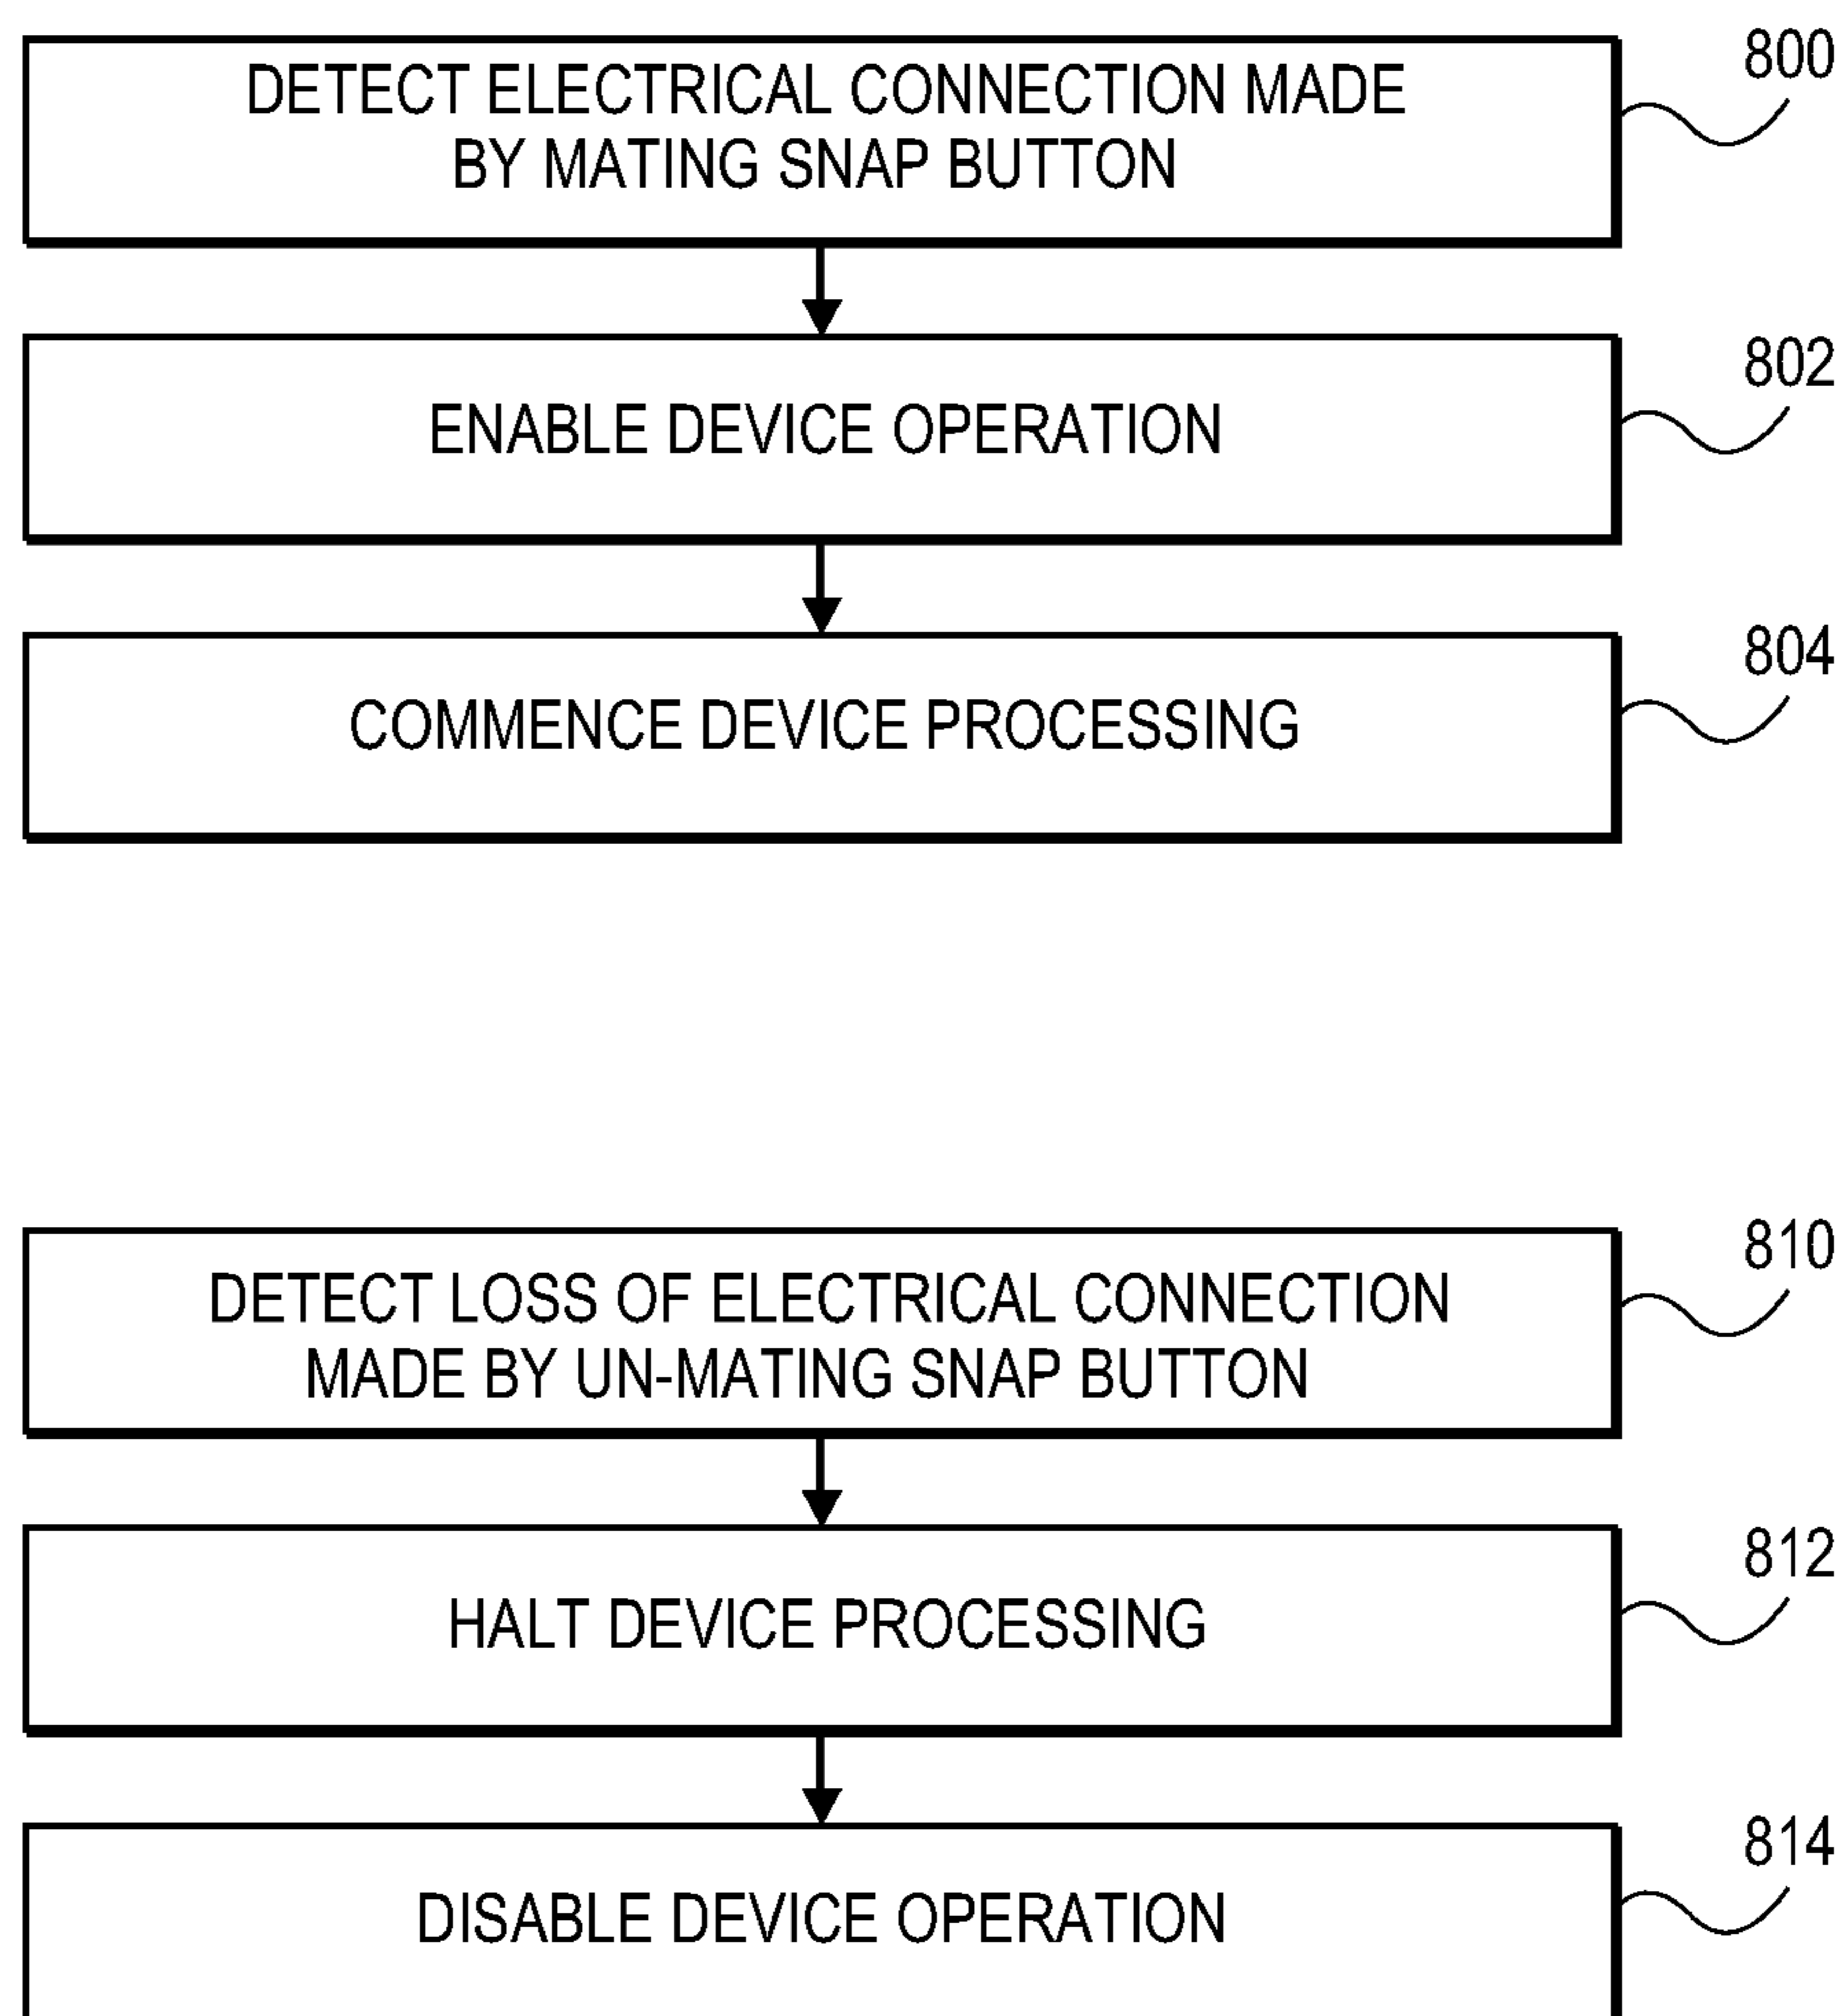 800
DETECT ELECTRICAL CONNECTION MADE
BY MATING SNAP BUTTON
802
ENABLE DEVICE OPERATION
804
COMMENCE DEVICE PROCESSING
810
DETECT LOSS OF ELECTRICAL CONNECTION
MADE BY UN-MATING SNAP BUTTON
812
HALT DEVICE PROCESSING
814
DISABLE DEVICE OPERATION